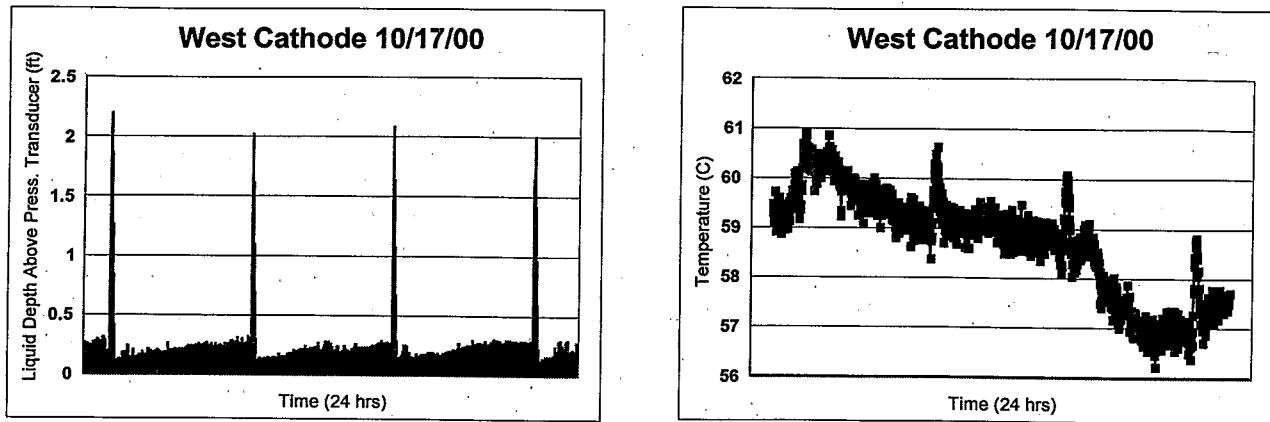 West Cathode 10/17/00
Liquid Depth Above Press. Transducer (ft)
2.5
2
1.5
1
0.5
0
Time (24 hrs)
West Cathode 10/17/00
Temperature (C)
62
61
60
59
58
57
56
Time (24 hrs)